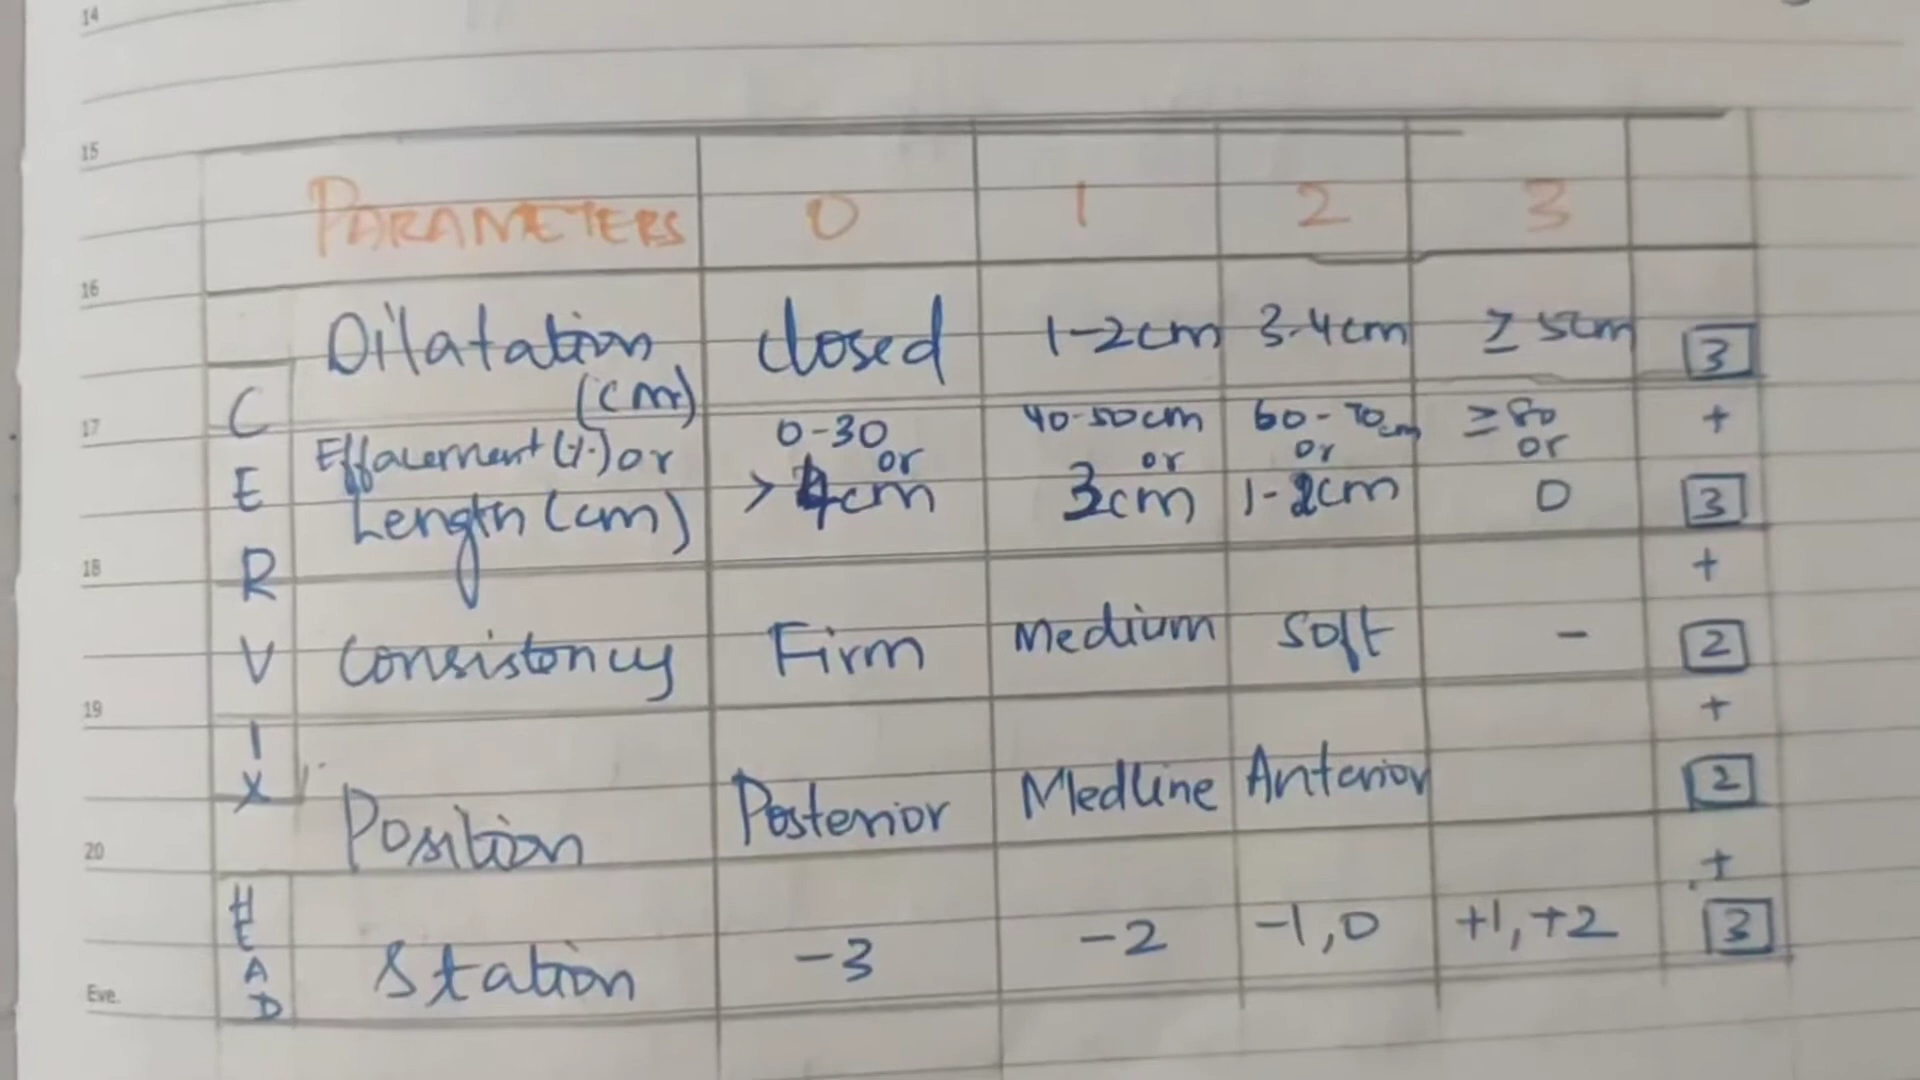 14
15
PARAMETERS 0 1 2 3
16
Dilatation (cm) closed 1-2cm 3-4cm ≥ 5cm 3
17
+
Effacement (%) or 0-30 or 40-50cm or 60-70cm or ≥80 or
Length (cm) > 4cm 3cm 1-2cm 0 3
18
+
Consistency Firm Medium Soft - 2
19
+
Position Posterior Medline Anterior 2
20
+
Station -3 -2 -1,0 +1,+2 3
Eve.
CERVIX
HEAD